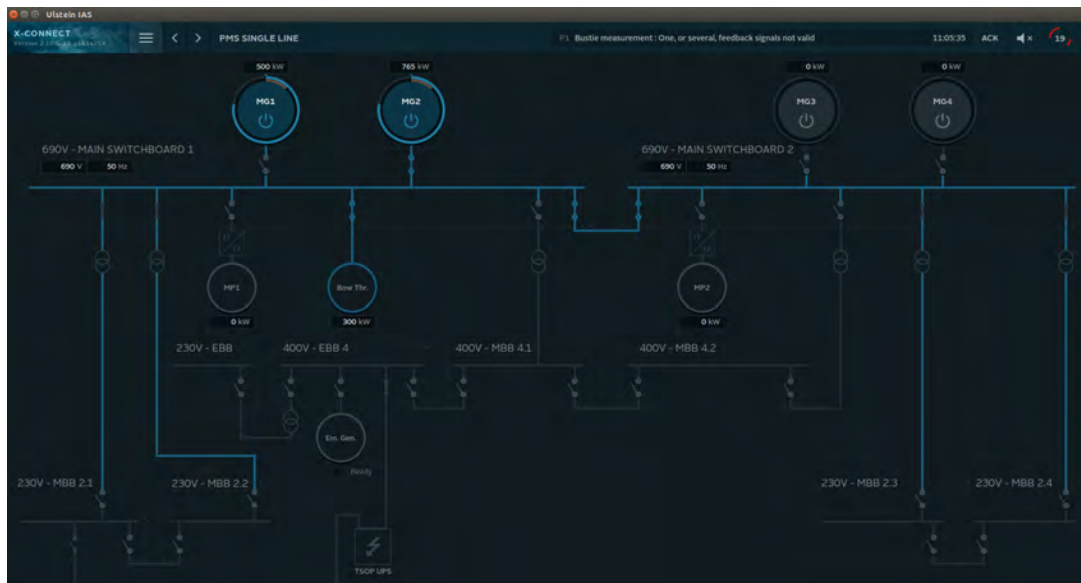 Ulstein IAS
X-CONNECT
PMS SINGLE LINE
P1 Bustie measurement : One, or several, feedback signals not valid
11:05:35 ACK 19
500 kW 765 kW 0 kW 0 kW
MG1 MG2 MG3 MG4
690V - MAIN SWITCHBOARD 1 690V - MAIN SWITCHBOARD 2
690 V 50 Hz 690 V 50 Hz
MP1 Bow Thr. MP2
0 kW 300 kW 0 kW
230V - EBB 400V - EBB 4 400V - MBB 4.1 400V - MBB 4.2
Em. Gen.
Ready
230V - MBB 2.1 230V - MBB 2.2 230V - MBB 2.3 230V - MBB 2.4
TSOP UPS